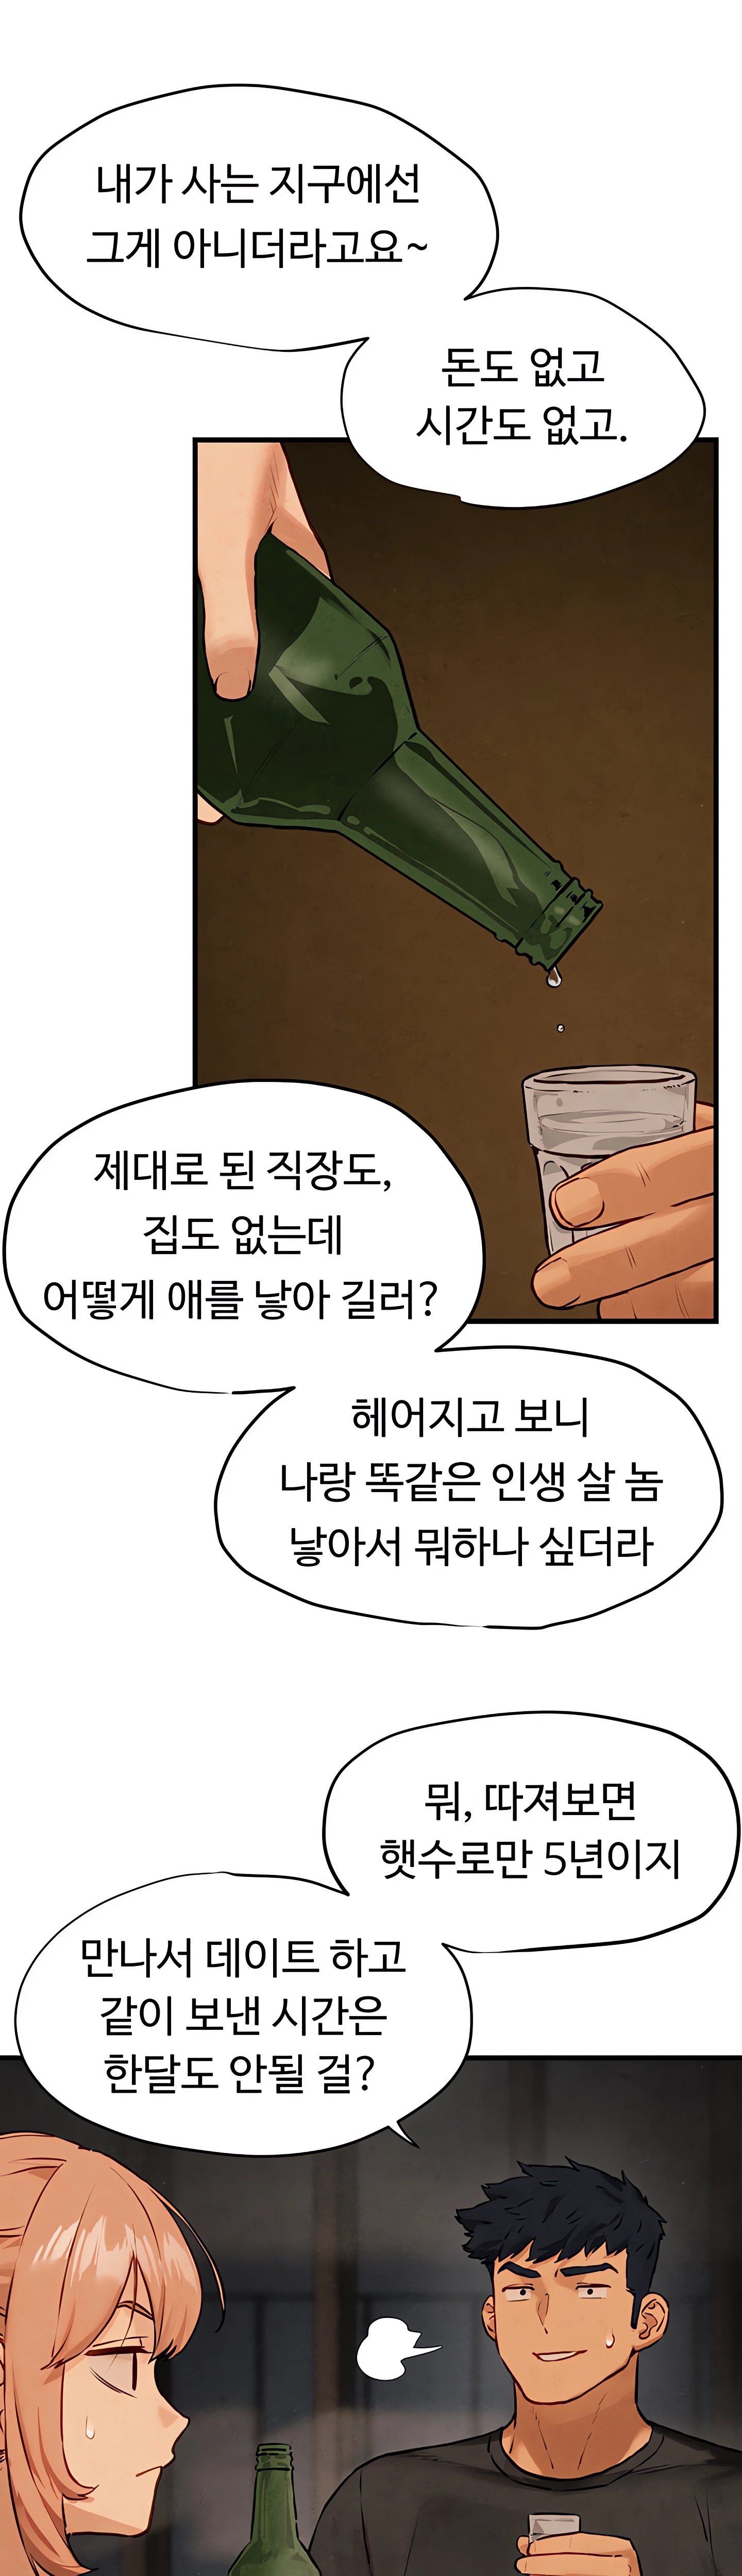 내가 사는 지구에선
그게 아니더라고요~
돈도 없고
시간도 없고.
제대로 된 직장도,
집도 없는데
어떻게 애를 낳아 길러?
헤어지고 보니
나랑 똑같은 인생 살 놈
낳아서 뭐하나 싶더라
뭐, 따져보면
햇수로만 5년이지
만나서 데이트 하고
같이 보낸 시간은
한달도 안될 걸?